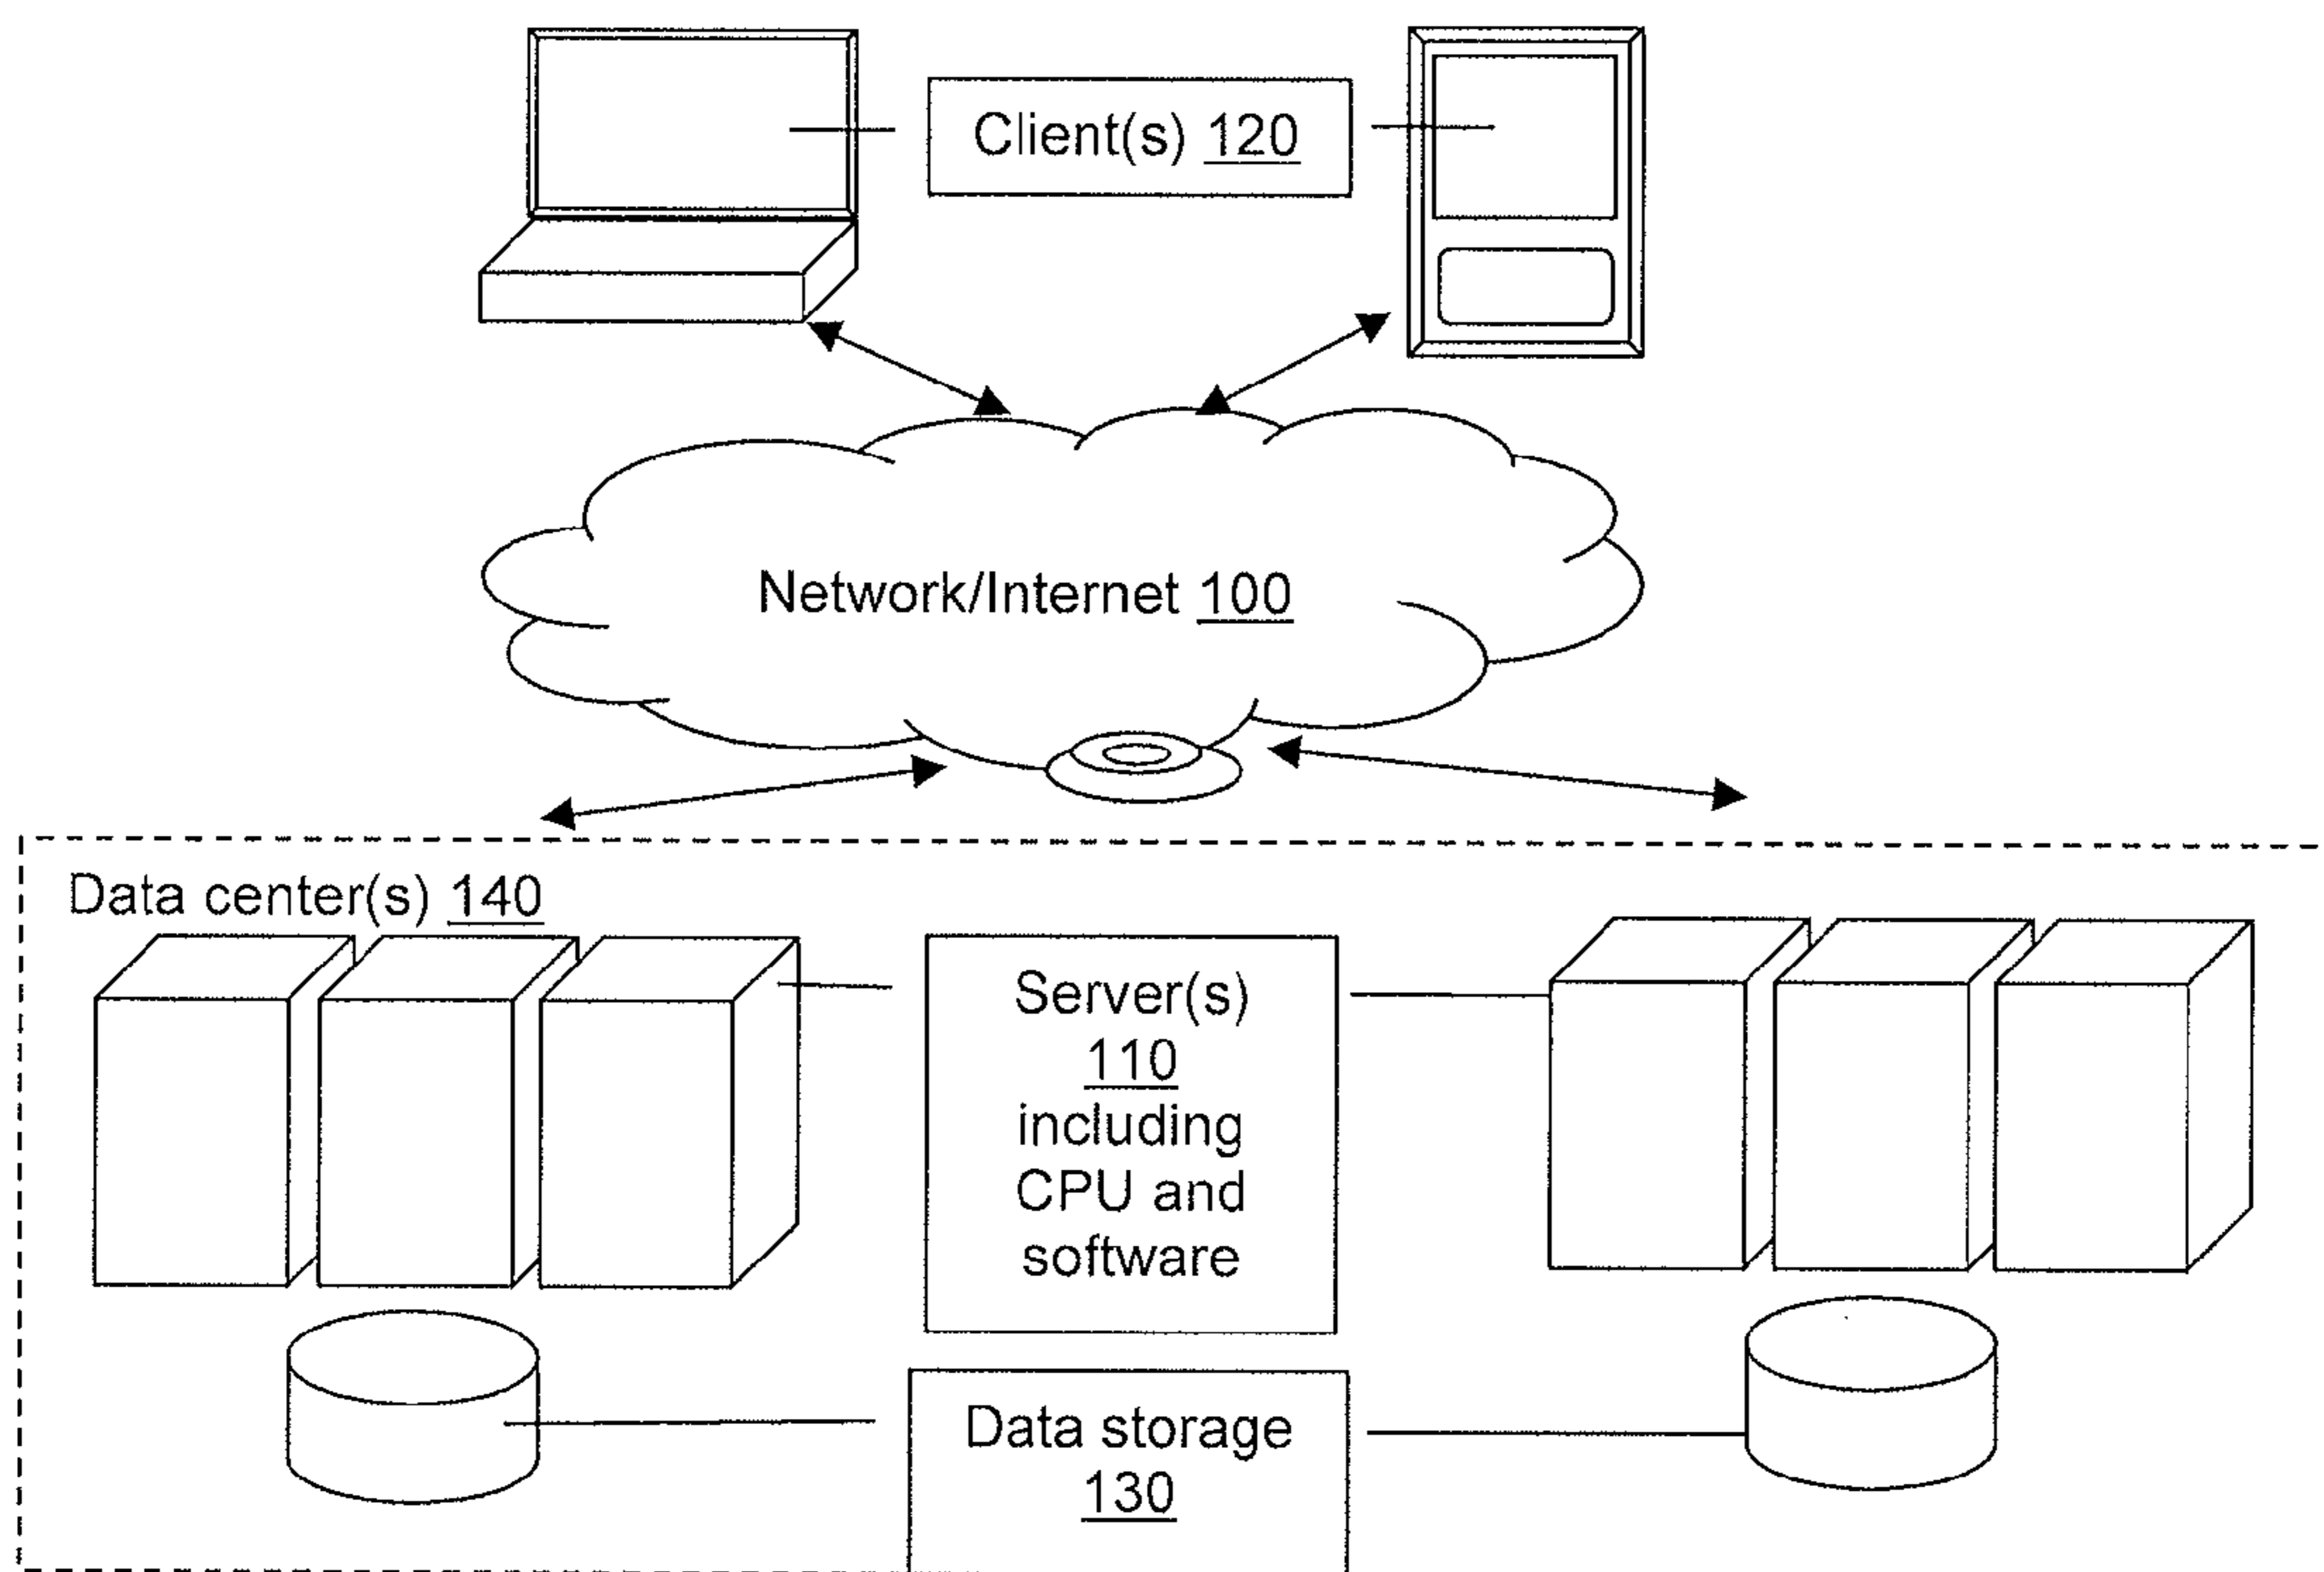 Client(s) 120
Network/Internet 100
Data center(s) 140
Server(s)
110
including
CPU and
software
Data storage
130